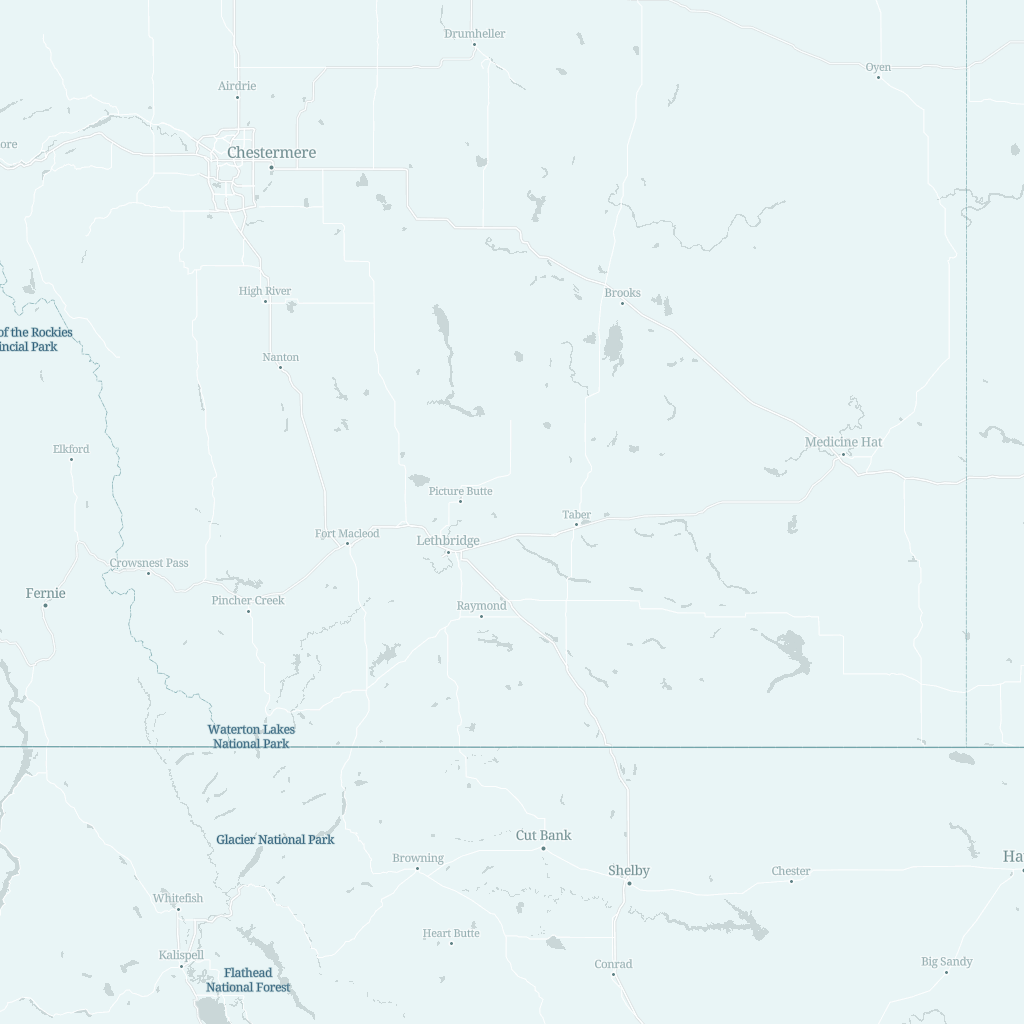 Drumheller
Oyen
Airdrie
ore
Chestermere
High River
Brooks
of the Rockies
incial Park
Nanton
Medicine Hat
Elkford
Picture Butte
Taber
Fort Macleod
Lethbridge
Crowsnest Pass
Fernie
Pincher Creek
Raymond
Waterton Lakes
National Park
Glacier National Park
Cut Bank
Browning
Ha
Shelby
Chester
Whitefish
Heart Butte
Kalispell
Conrad
Big Sandy
Flathead
National Forest